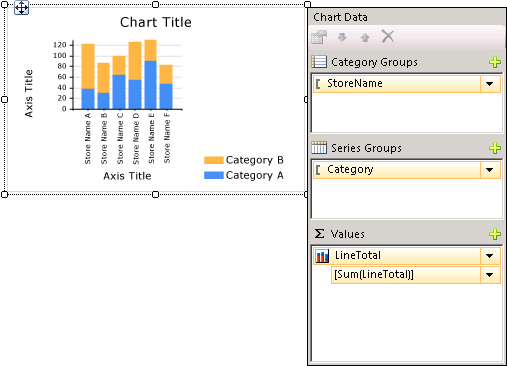 Chart Title
Axis Title
120
100
80
60
40
20
0
Store Name A
Store Name B
Store Name C
Store Name D
Store Name E
Store Name F
Axis Title
Category B
Category A
Chart Data
Category Groups
[ StoreName
Series Groups
[ Category
Σ Values
LineTotal
[Sum(LineTotal)]